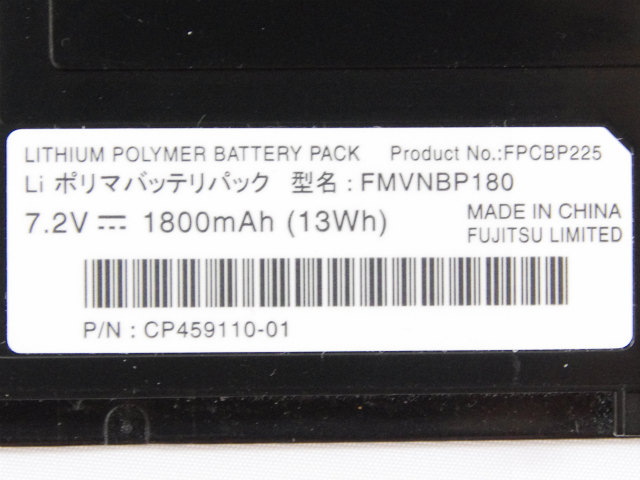 LITHIUM POLYMER BATTERY PACK Product No.:FPCBP225
Li ポリマバッテリパック 型名:FMVNBP180
7.2V⎓ 1800mAh (13Wh) MADE IN CHINA
FUJITSU LIMITED
P/N : CP459110-01